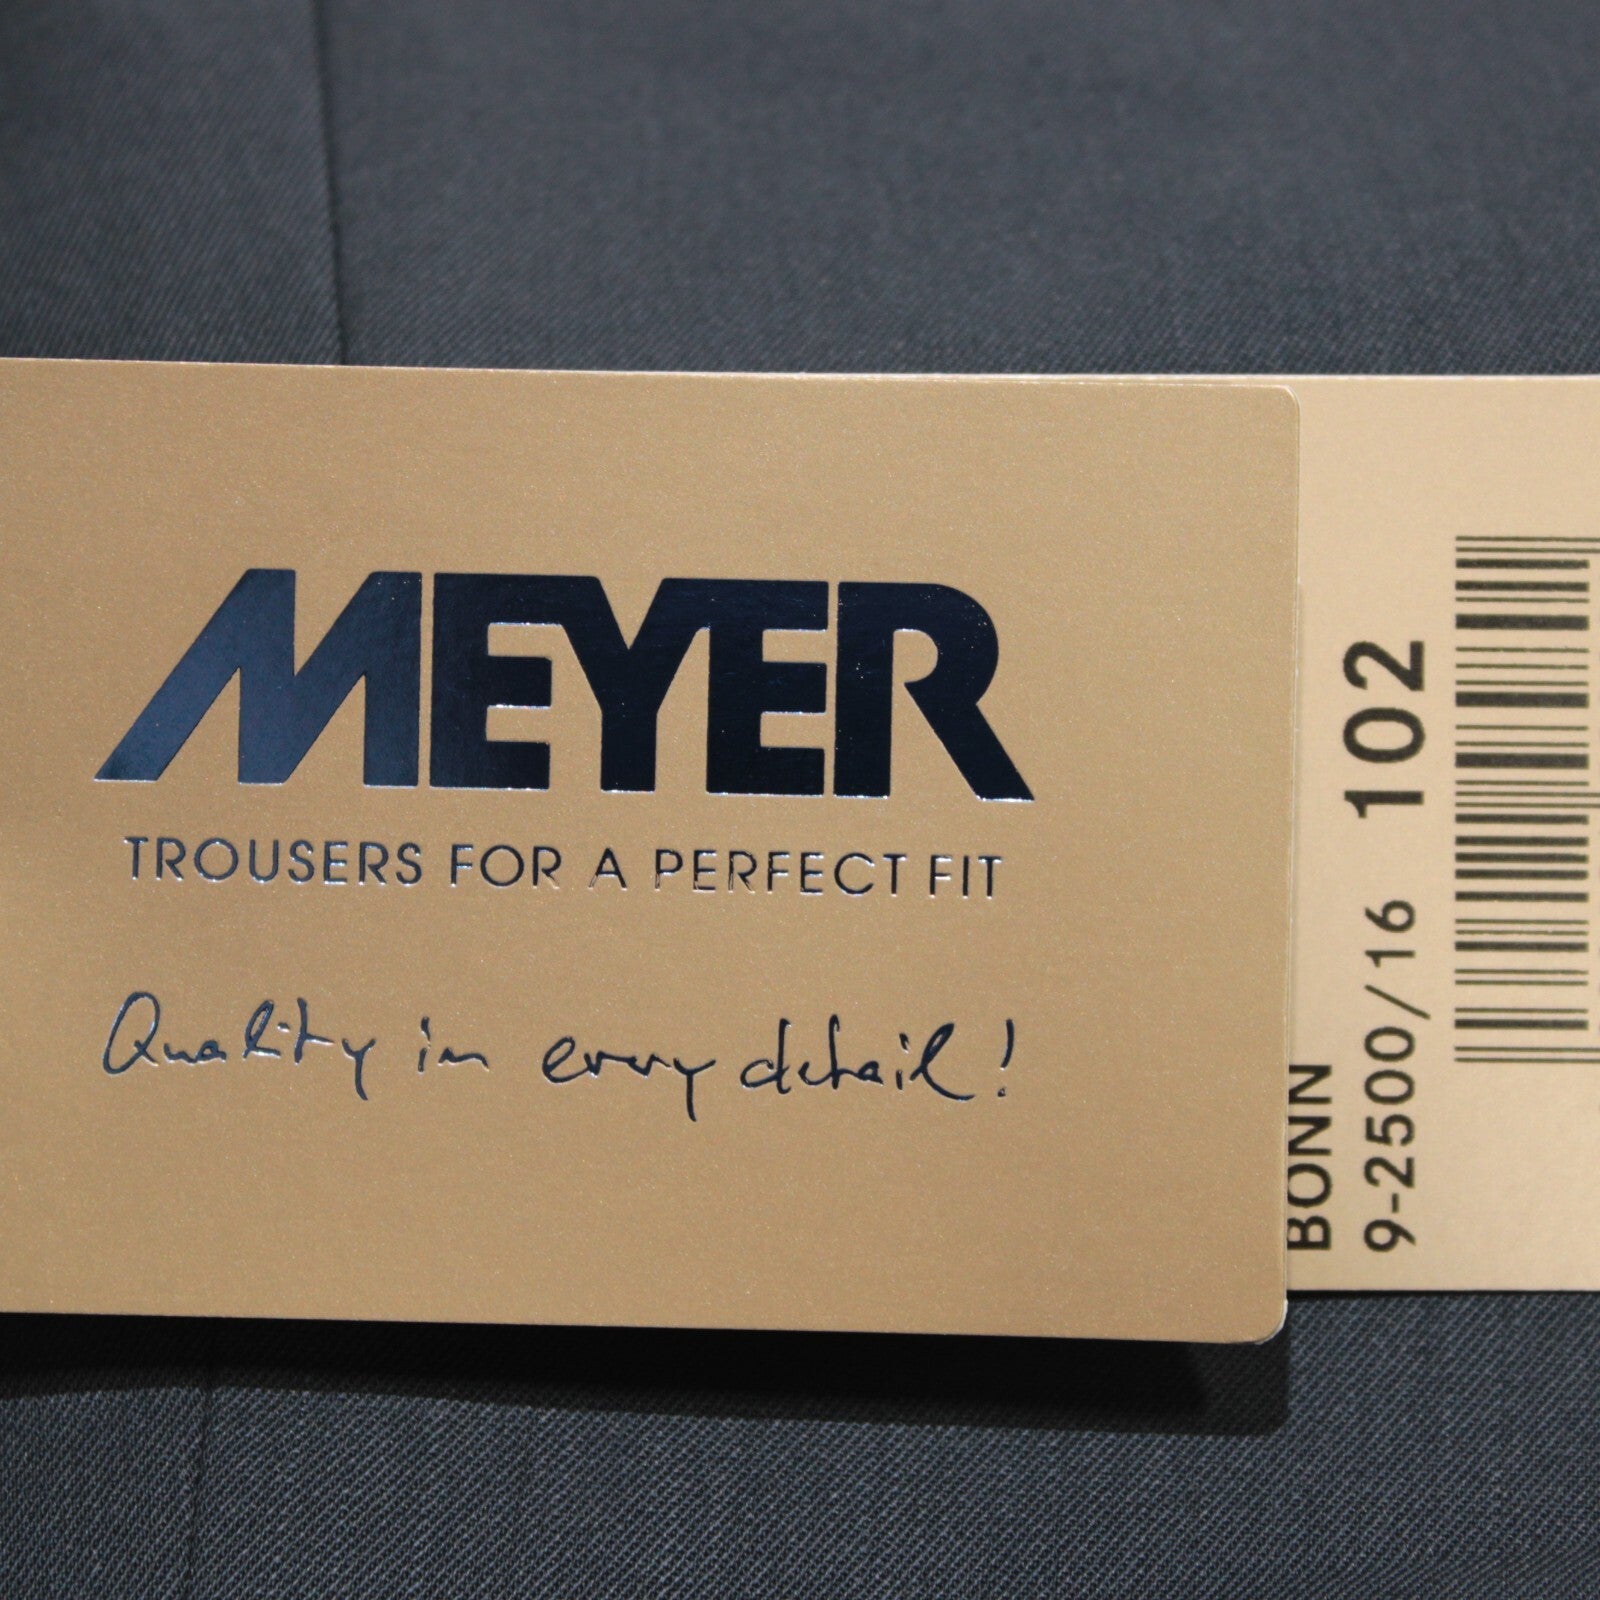 MEYER
TROUSERS FOR A PERFECT FIT
Quality in every detail!
BONN
9-2500/16 102